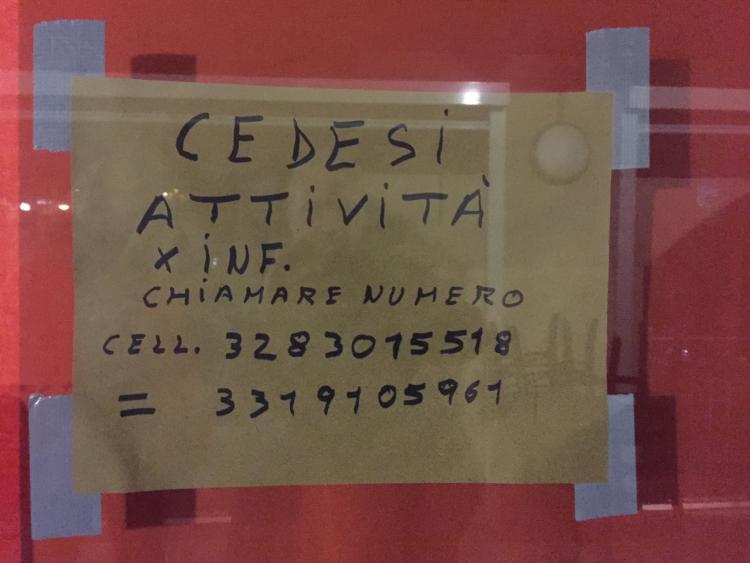 CEDESI
ATTIVITÀ
X INF.
CHIAMARE NUMERO
CELL. 3283015518
= 3319105961